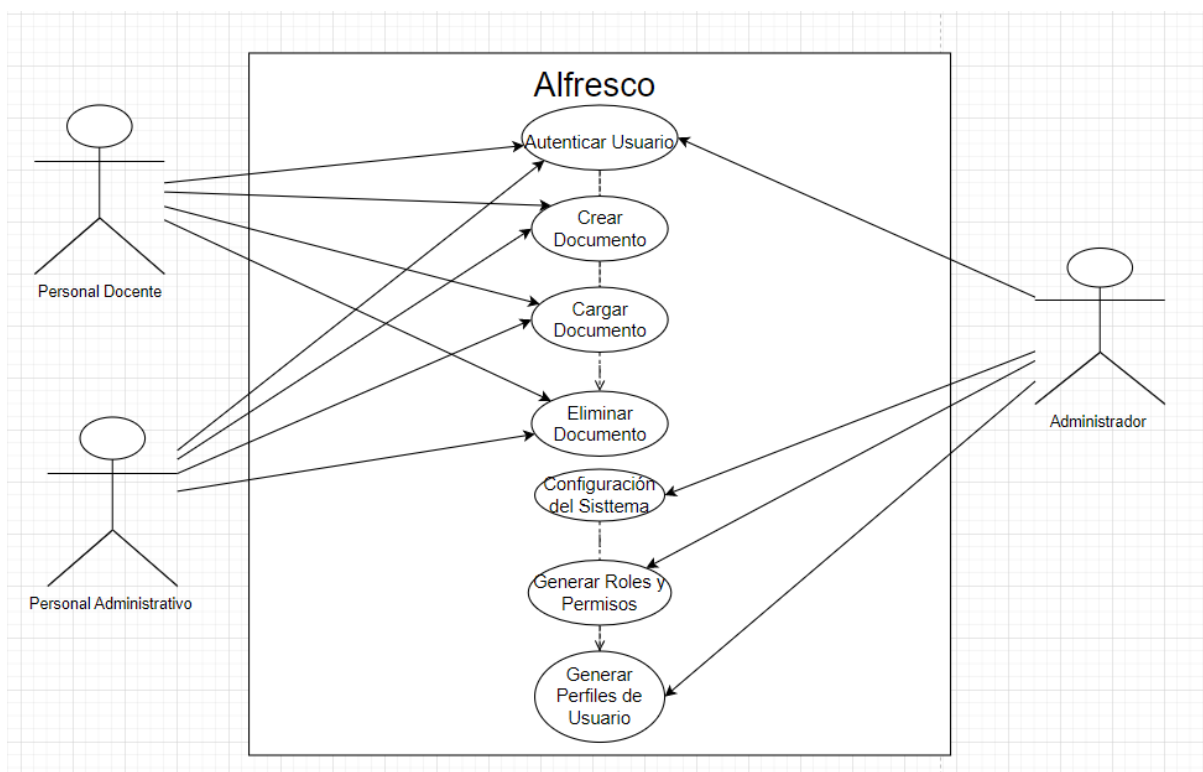 Alfresco
Autenticar Usuario
Crear
Documento
Personal Docente
Cargar
Documento
Eliminar
Documento
Administrador
Configuración
del Sisttema
Generar Roles y
Permisos
Personal Administrativo
Generar
Perfiles de
Usuario